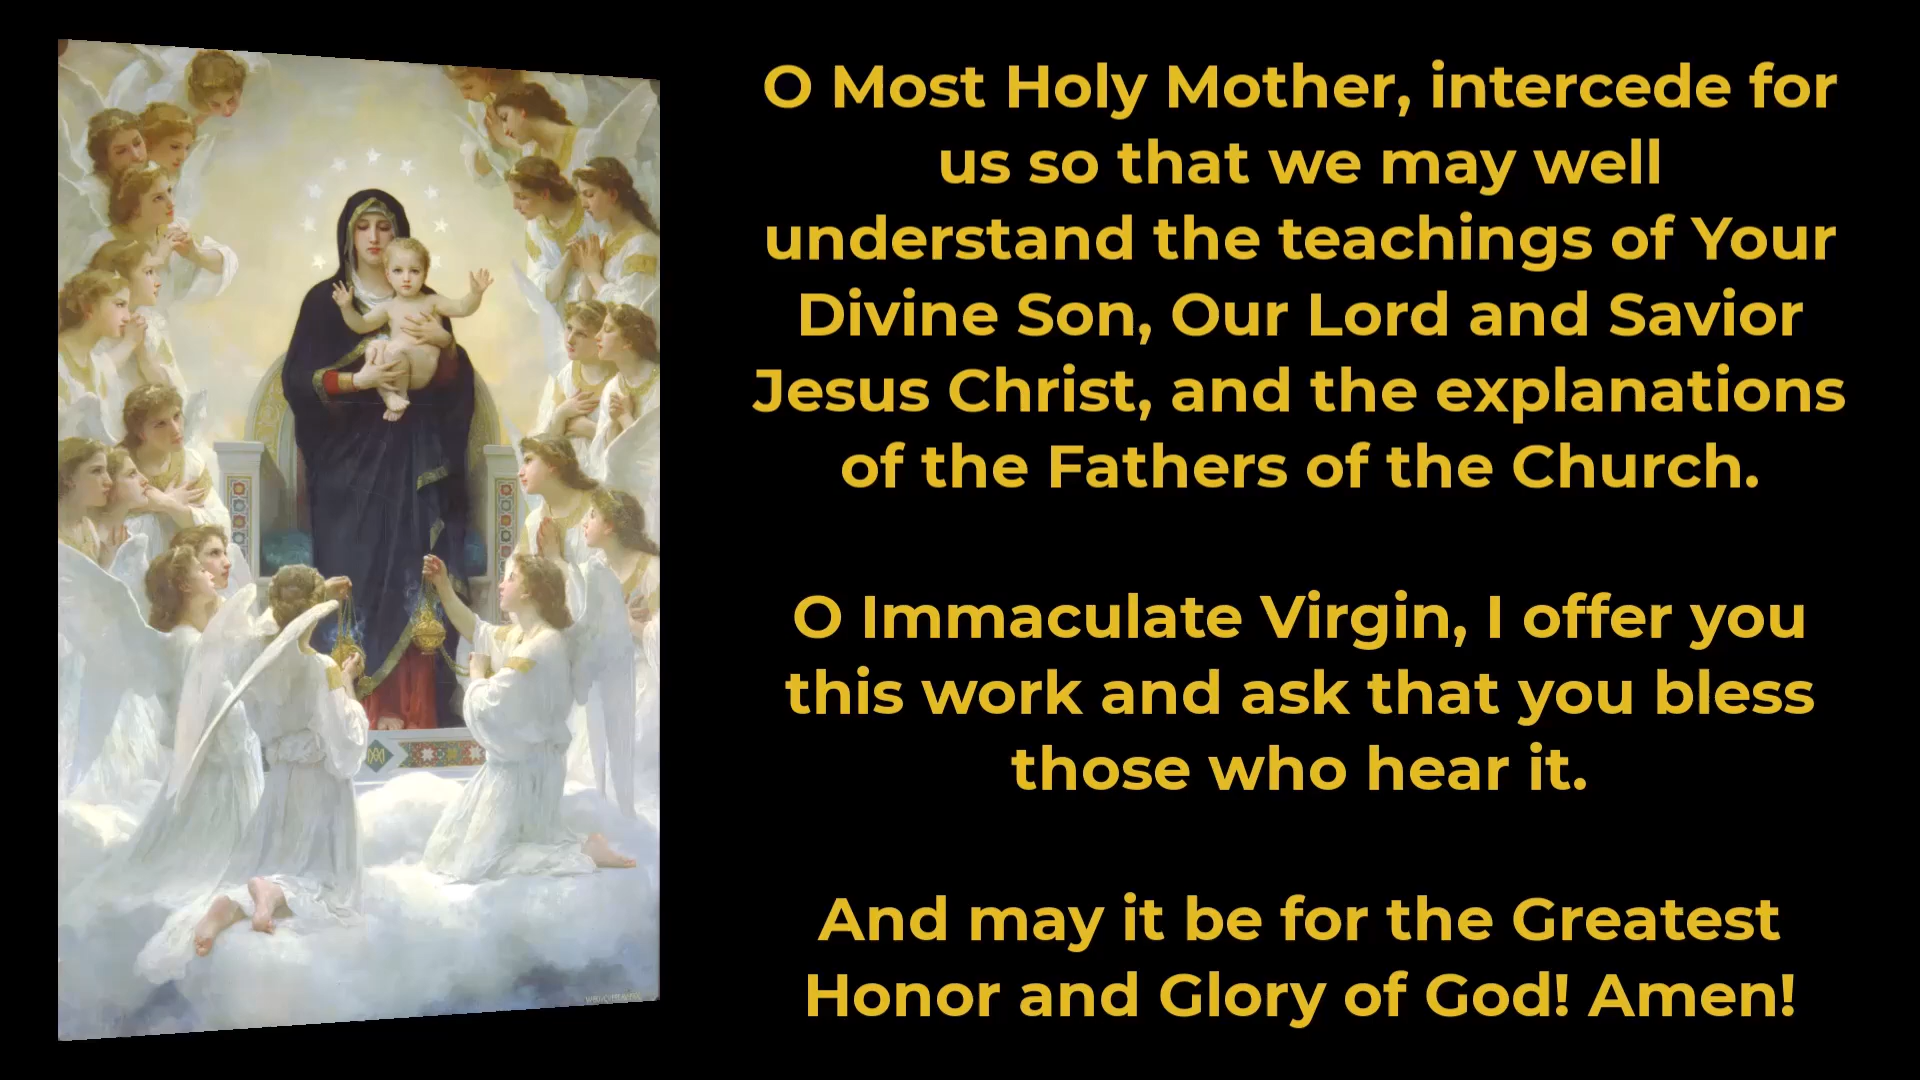 O Most Holy Mother, intercede for
us so that we may well
understand the teachings of Your
Divine Son, Our Lord and Savior
Jesus Christ, and the explanations
of the Fathers of the Church.
O Immaculate Virgin, I offer you
this work and ask that you bless
those who hear it.
And may it be for the Greatest
Honor and Glory of God! Amen!